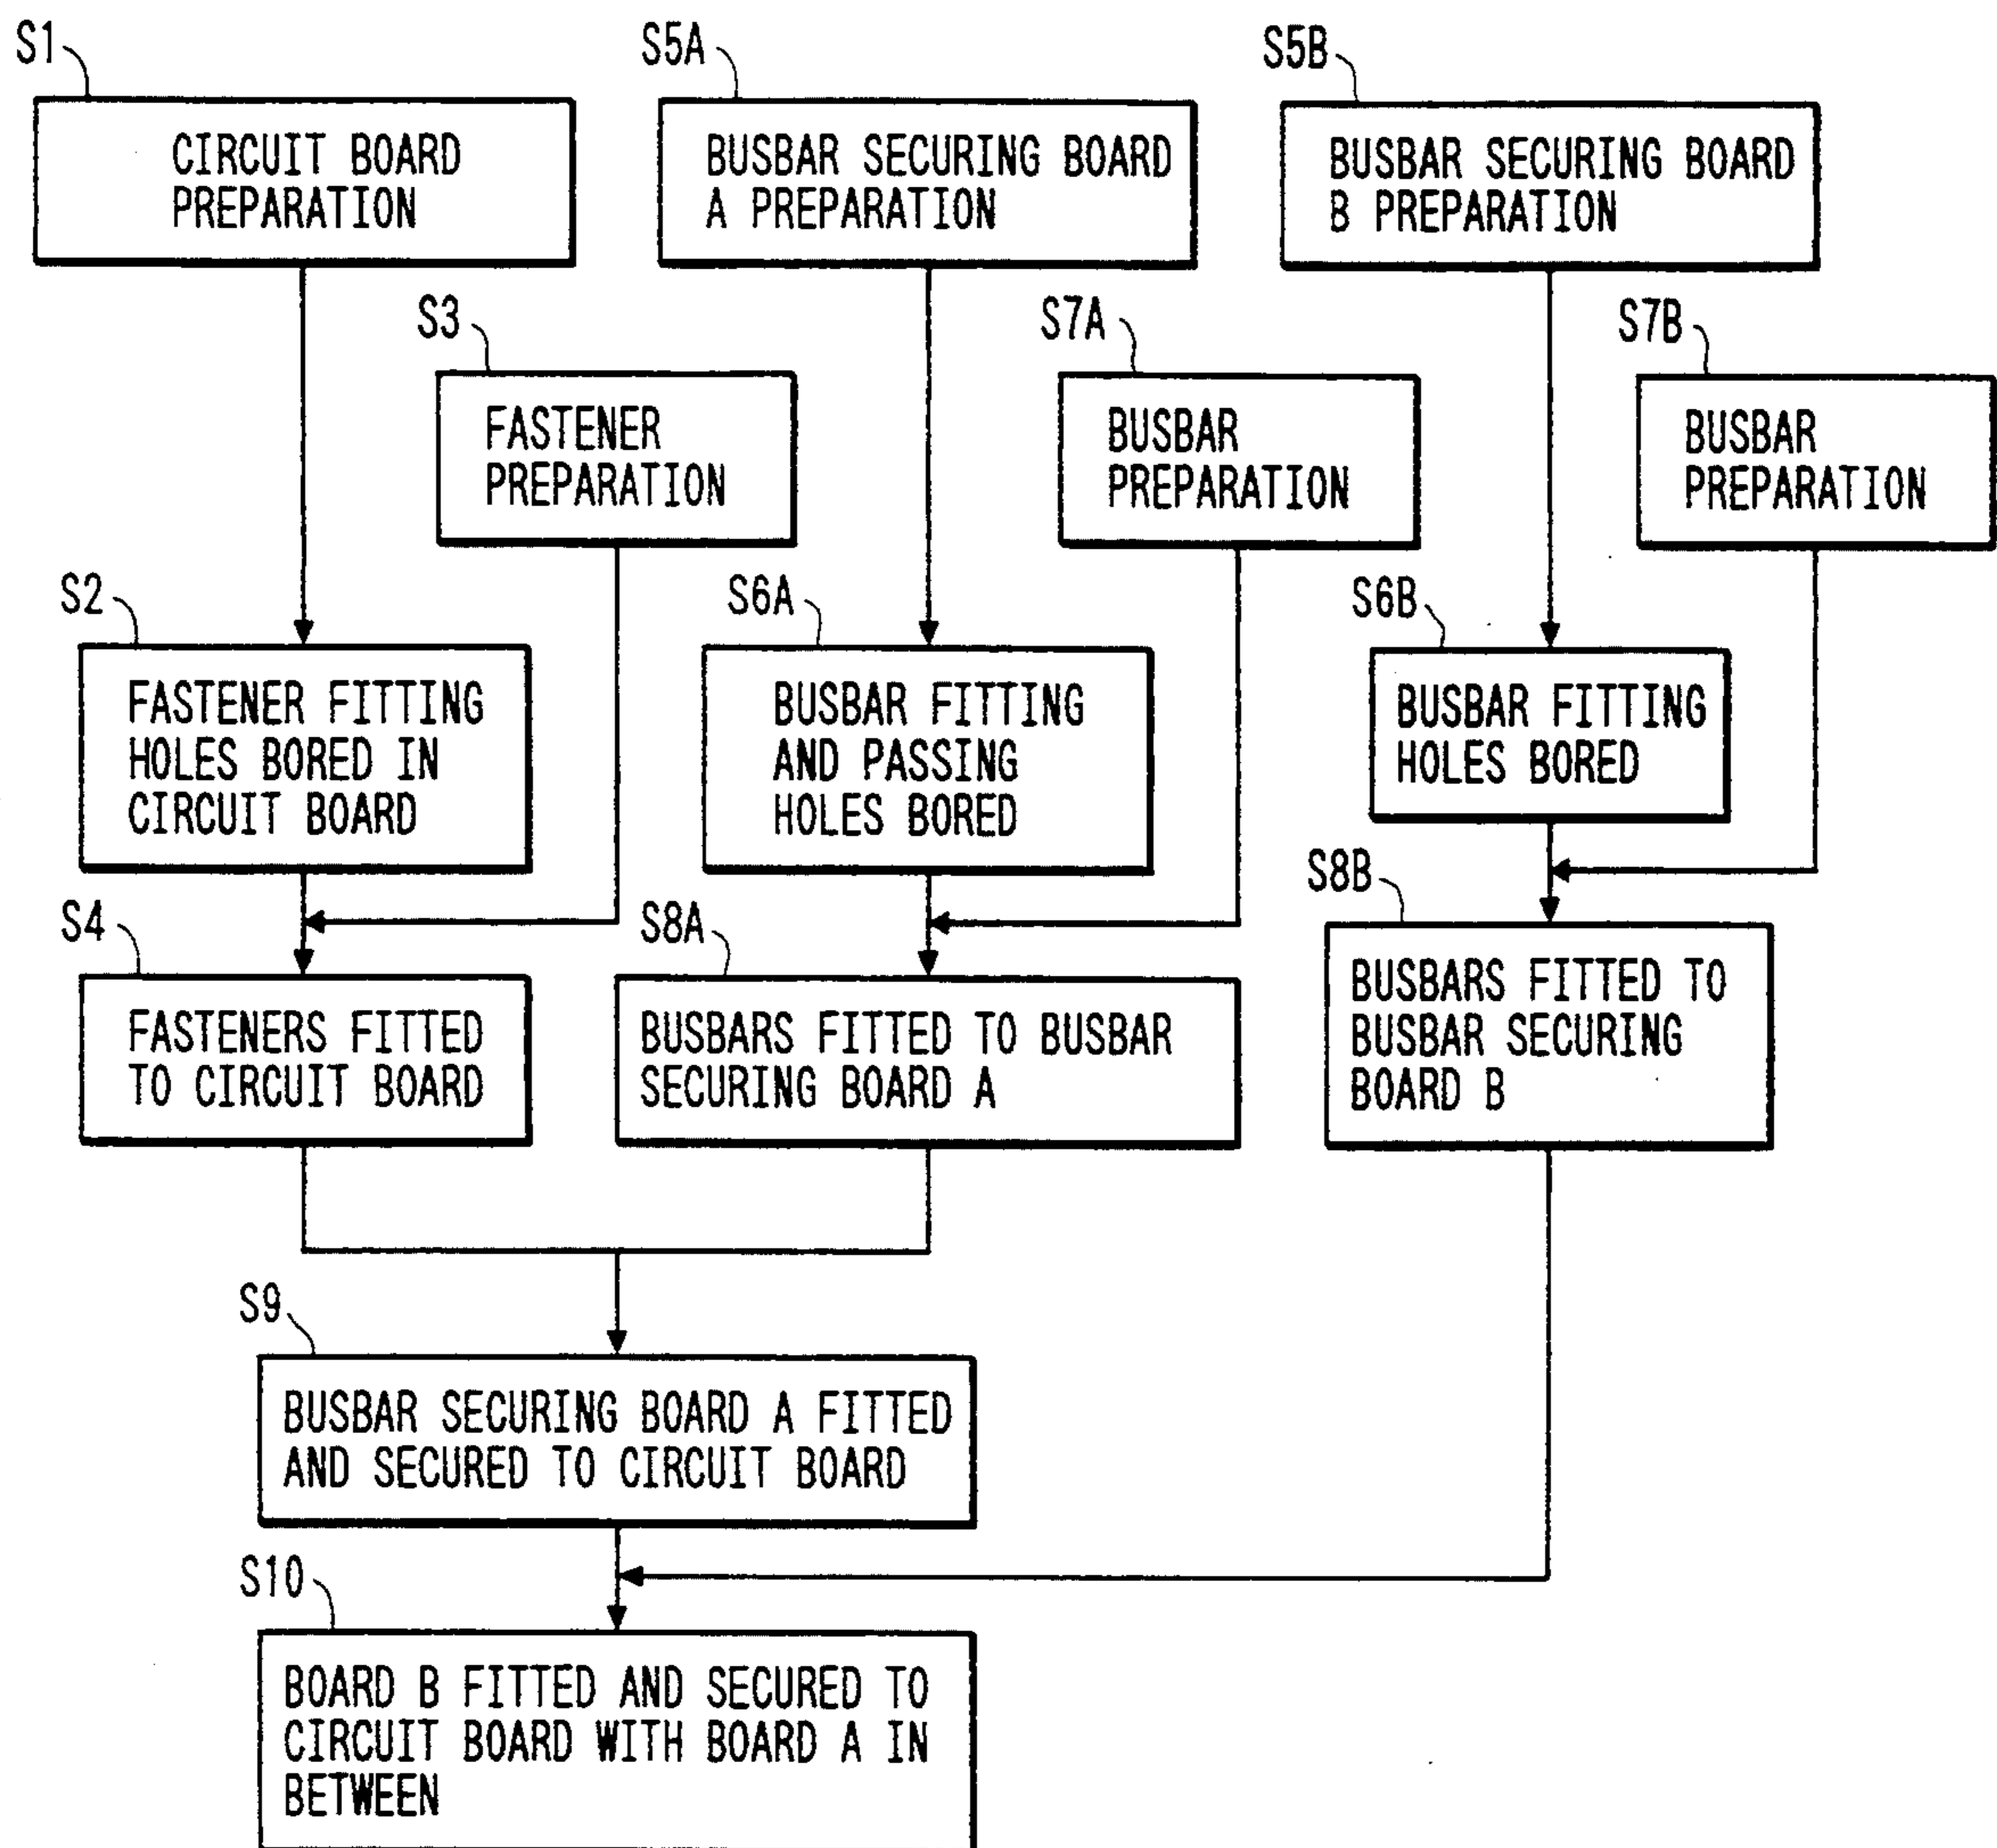 S1
CIRCUIT BOARD
PREPARATION
S5A
BUSBAR SECURING BOARD
A PREPARATION
S5B
BUSBAR SECURING BOARD
B PREPARATION
S3
FASTENER
PREPARATION
S7A
BUSBAR
PREPARATION
S7B
BUSBAR
PREPARATION
S2
FASTENER FITTING
HOLES BORED IN
CIRCUIT BOARD
S6A
BUSBAR FITTING
AND PASSING
HOLES BORED
S6B
BUSBAR FITTING
HOLES BORED
S4
FASTENERS FITTED
TO CIRCUIT BOARD
S8A
BUSBARS FITTED TO BUSBAR
SECURING BOARD A
S8B
BUSBARS FITTED TO
BUSBAR SECURING
BOARD B
S9
BUSBAR SECURING BOARD A FITTED
AND SECURED TO CIRCUIT BOARD
S10
BOARD B FITTED AND SECURED TO
CIRCUIT BOARD WITH BOARD A IN
BETWEEN